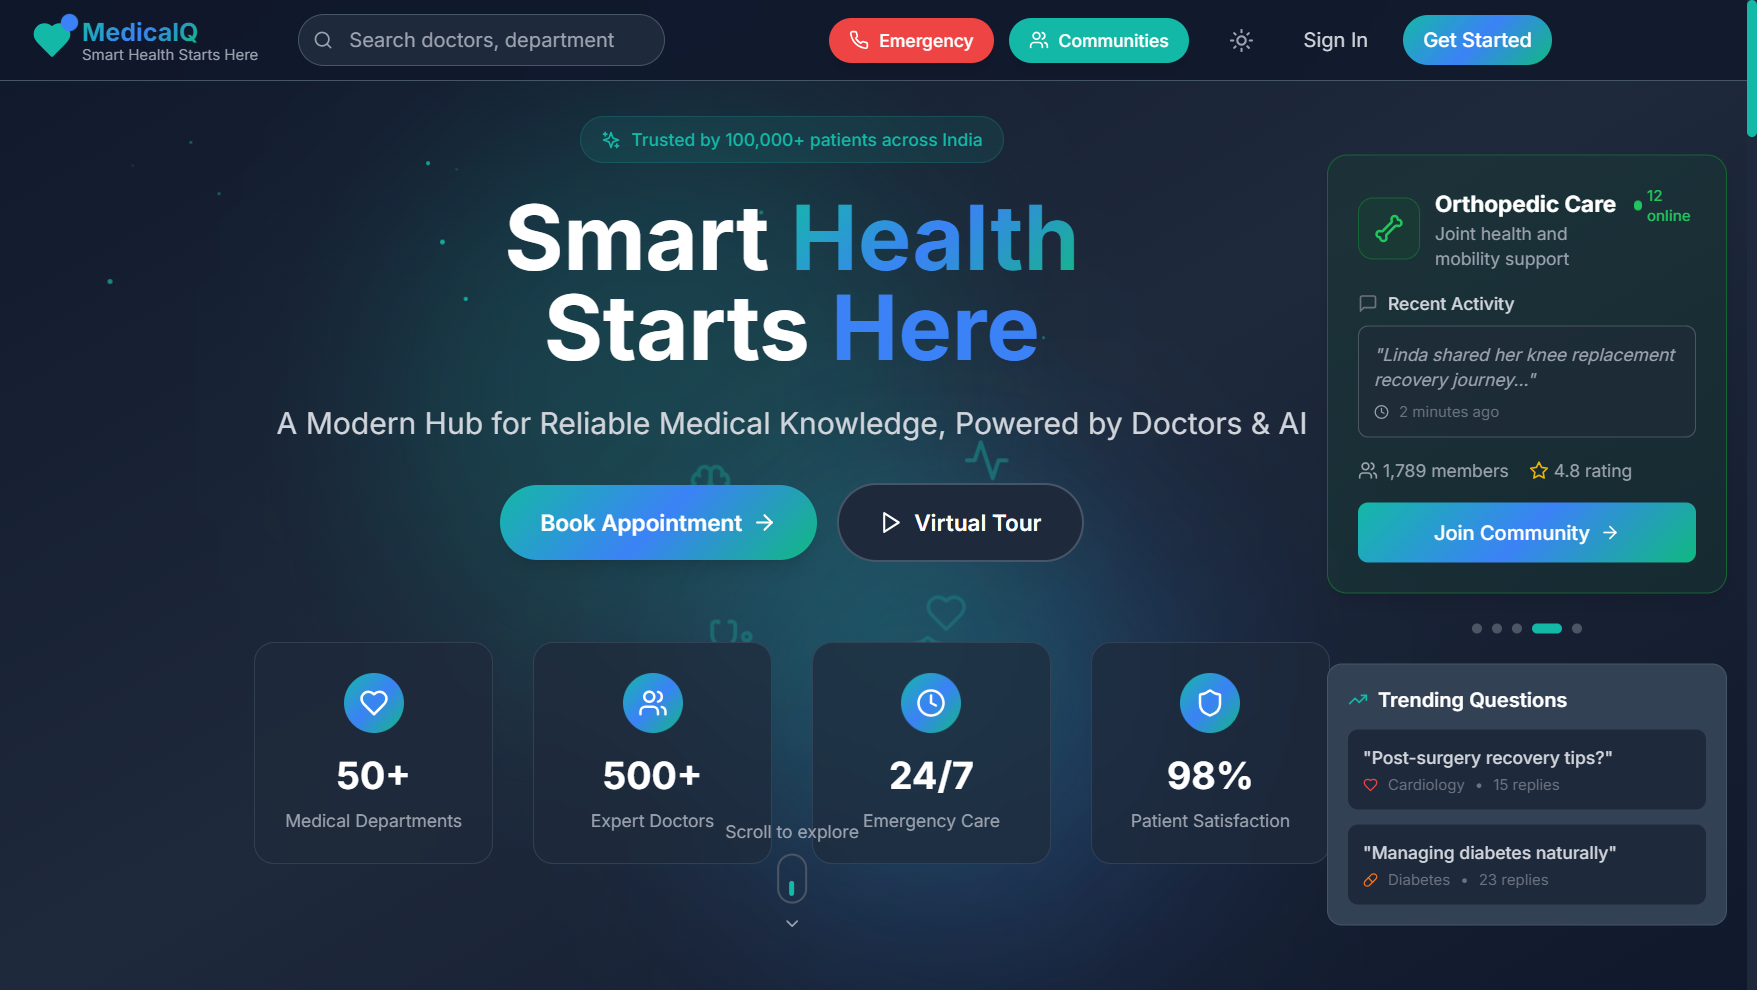 MedicalQ
Smart Health Starts Here
Search doctors, department
Emergency
Communities
Sign In
Get Started
Trusted by 100,000+ patients across India
Smart Health
Starts Here
A Modern Hub for Reliable Medical Knowledge, Powered by Doctors & AI
Book Appointment
Virtual Tour
50+
Medical Departments
500+
Expert Doctors
24/7
Emergency Care
98%
Patient Satisfaction
Scroll to explore
Orthopedic Care
12
online
Joint health and
mobility support
Recent Activity
"Linda shared her knee replacement
recovery journey..."
2 minutes ago
1,789 members
4.8 rating
Join Community
Trending Questions
"Post-surgery recovery tips?"
Cardiology • 15 replies
"Managing diabetes naturally"
Diabetes • 23 replies